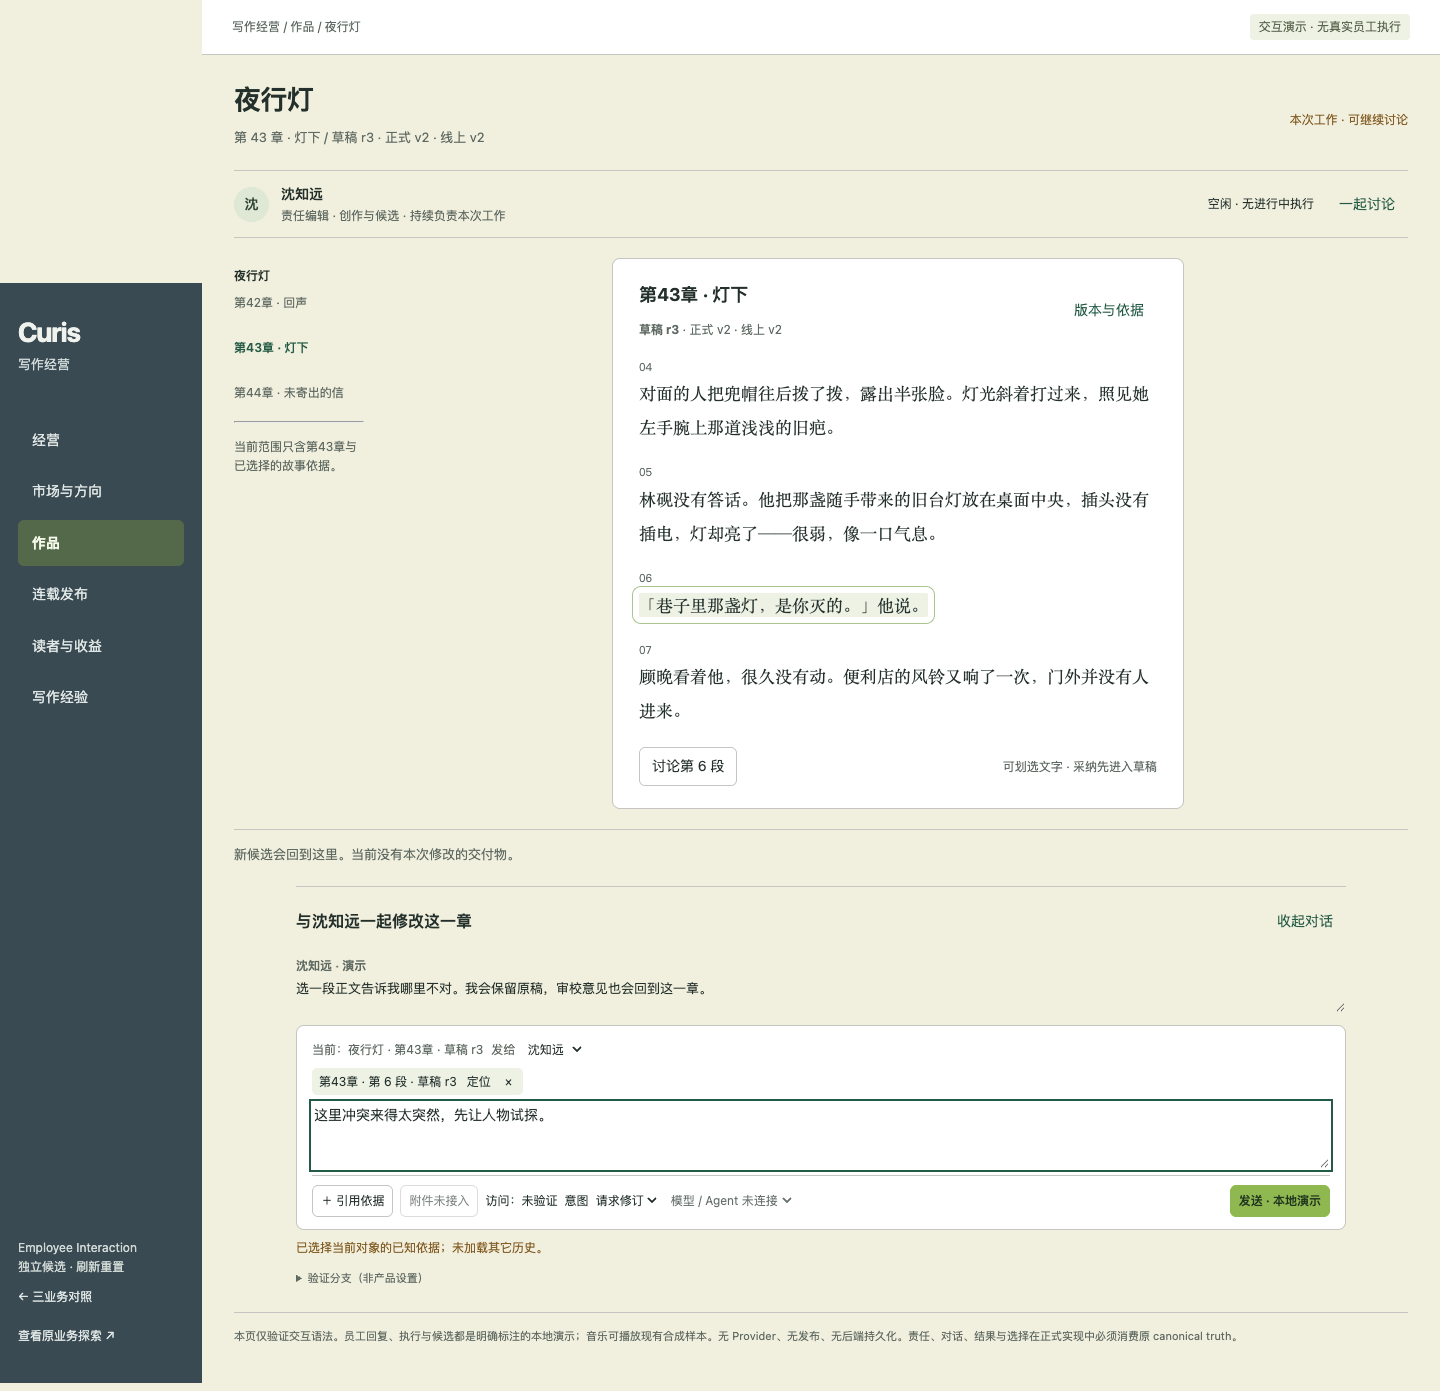 写作经营 / 作品 / 夜行灯
交互演示 · 无真实员工执行
夜行灯
第 43 章 · 灯下 / 草稿 r3 · 正式 v2 · 线上 v2
本次工作 · 可继续讨论
沈
沈知远
责任编辑 · 创作与候选 · 持续负责本次工作
空闲 · 无进行中执行
一起讨论
Curis
写作经营
经营
市场与方向
作品
连载发布
读者与收益
写作经验
Employee Interaction
独立候选 · 刷新重置
← 三业务对照
查看原业务探索 ↗
夜行灯
第42章 · 回声
第43章 · 灯下
第44章 · 未寄出的信
当前范围只含第43章与
已选择的故事依据。
第43章 · 灯下
草稿 r3 · 正式 v2 · 线上 v2
版本与依据
04
对面的人把兜帽往后拨了拨，露出半张脸。灯光斜着打过来，照见她
左手腕上那道浅浅的旧疤。
05
林砚没有答话。他把那盏随手带来的旧台灯放在桌面中央，插头没有
插电，灯却亮了——很弱，像一口气息。
06
「巷子里那盏灯，是你灭的。」他说。
07
顾晚看着他，很久没有动。便利店的风铃又响了一次，门外并没有人
进来。
讨论第 6 段
可划选文字 · 采纳先进入草稿
新候选会回到这里。当前没有本次修改的交付物。
与沈知远一起修改这一章
收起对话
沈知远 · 演示
选一段正文告诉我哪里不对。我会保留原稿，审校意见也会回到这一章。
当前：夜行灯 · 第43章 · 草稿 r3 发给 沈知远
第43章 · 第 6 段 · 草稿 r3 定位 ×
这里冲突来得太突然，先让人物试探。
＋ 引用依据
附件未接入
访问：未验证 意图 请求修订
模型 / Agent 未连接
发送 · 本地演示
已选择当前对象的已知依据；未加载其它历史。
▶ 验证分支（非产品设置）
本页仅验证交互语法。员工回复、执行与候选都是明确标注的本地演示；音乐可播放现有合成样本。无 Provider、无发布、无后端持久化。责任、对话、结果与选择在正式实现中必须消费原 canonical truth。